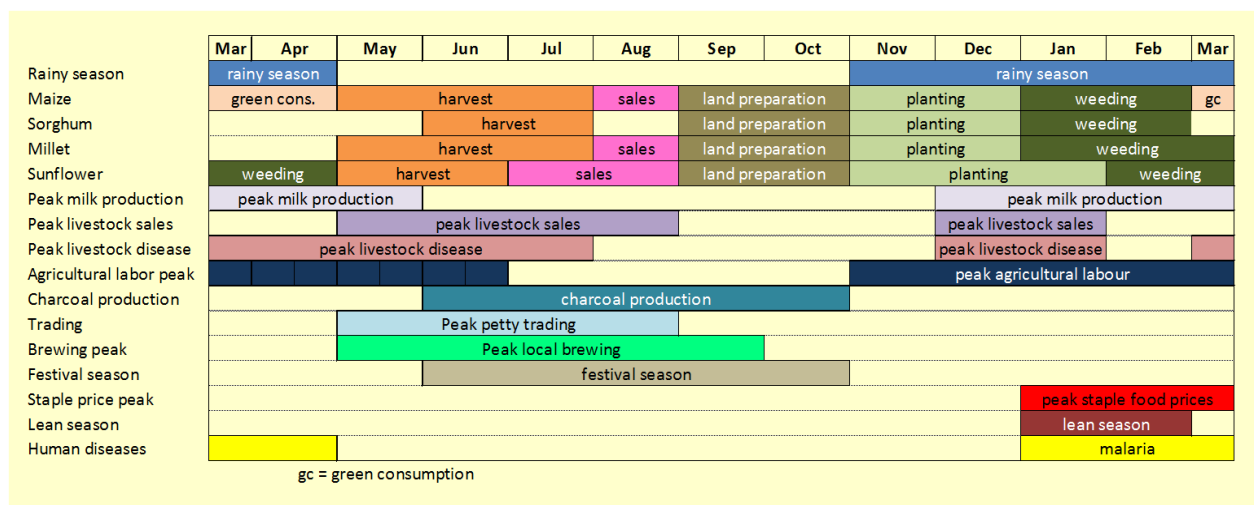 Mar Apr May Jun Jul Aug Sep Oct Nov Dec Jan Feb Mar
Rainy season rainy season rainy season
Maize green cons. harvest sales land preparation planting weeding gc
Sorghum harvest land preparation planting weeding
Millet harvest sales land preparation planting weeding
Sunflower weeding harvest sales land preparation planting weeding
Peak milk production peak milk production peak milk production
Peak livestock sales peak livestock sales peak livestock sales
Peak livestock disease peak livestock disease peak livestock disease
Agricultural labor peak peak agricultural labour
Charcoal production charcoal production
Trading Peak petty trading
Brewing peak Peak local brewing
Festival season festival season
Staple price peak peak staple food prices
Lean season lean season
Human diseases malaria
gc = green consumption